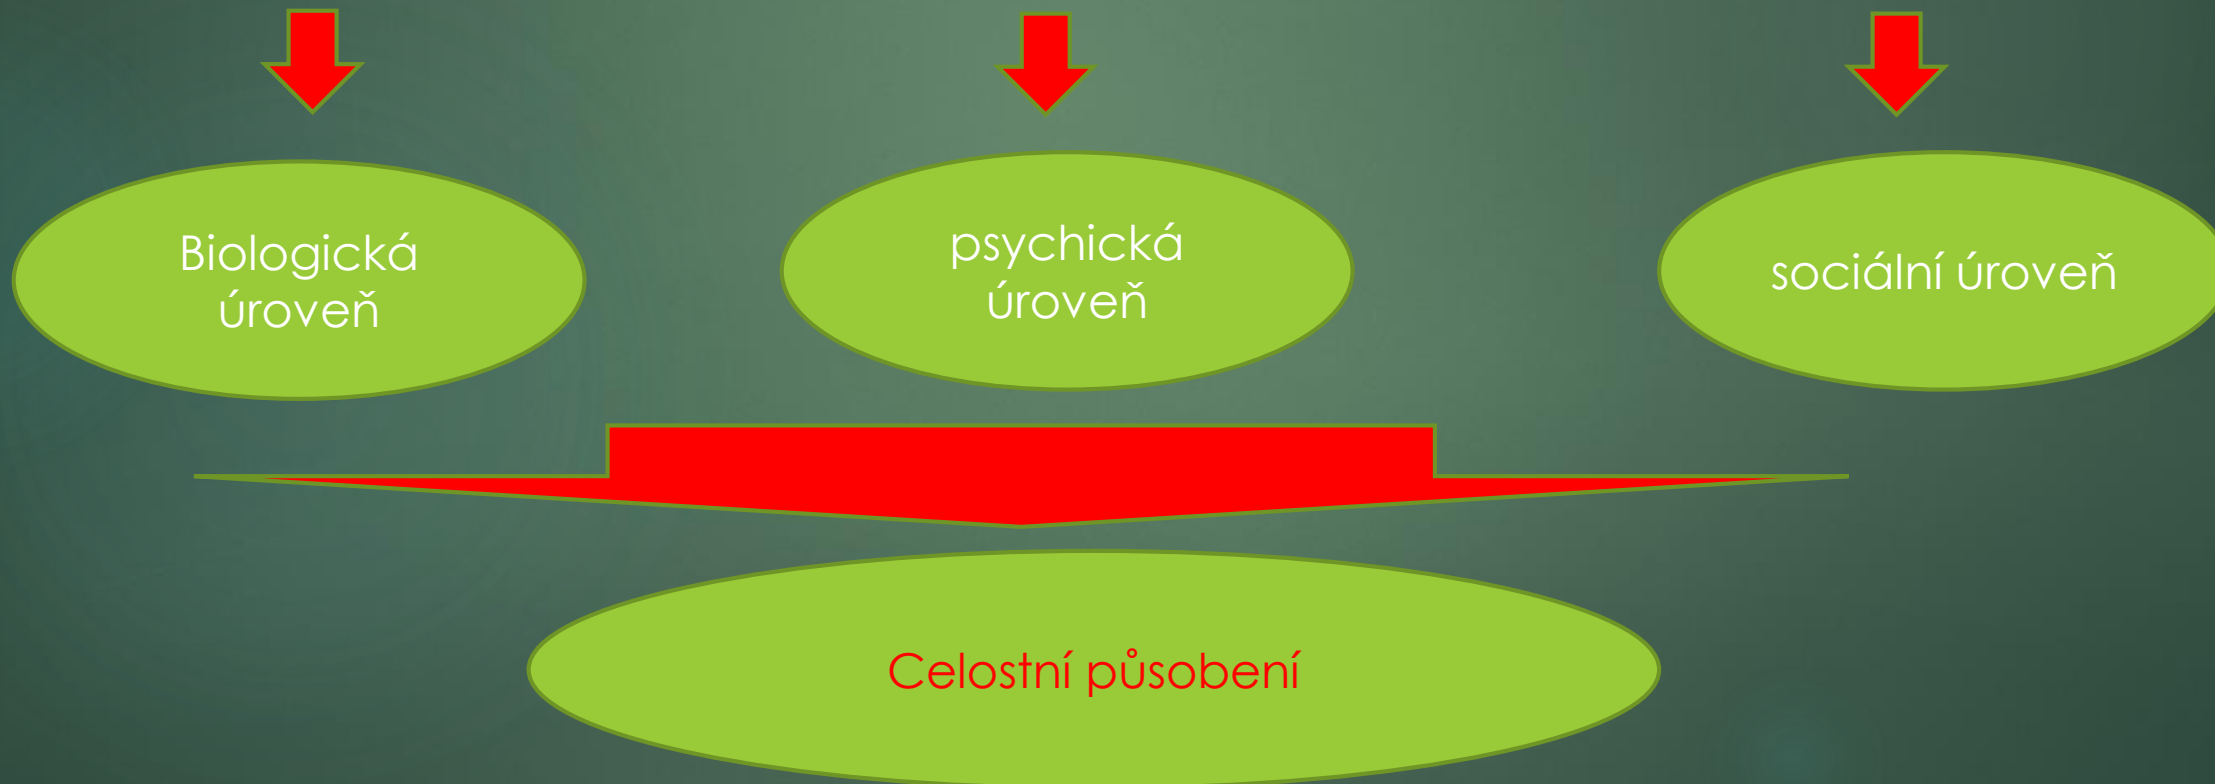 Biologická
úroveň
psychická
úroveň
sociální úroveň
Celostní působení